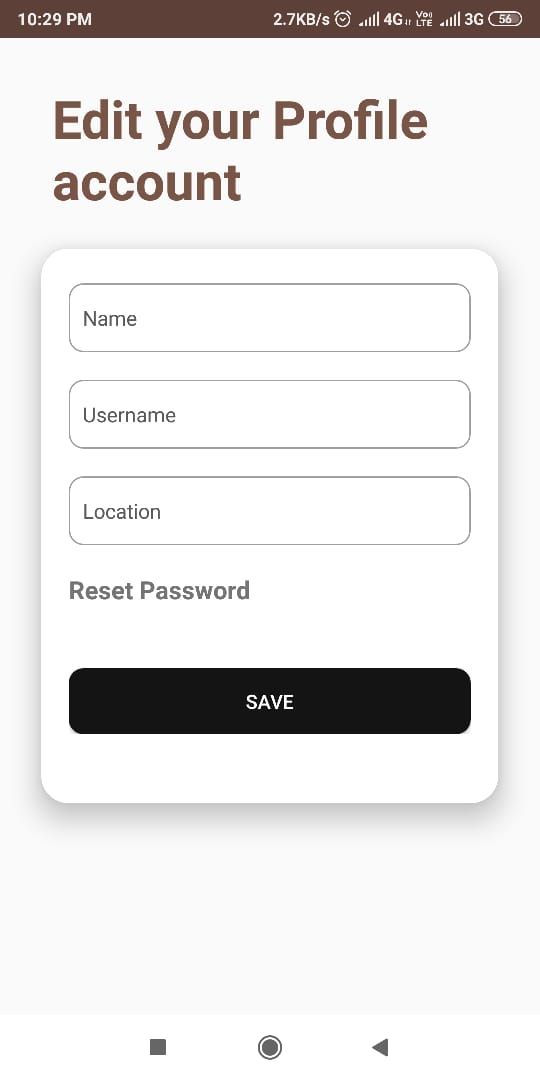 10:29 PM 2.7KB/s 4G Vo) LTE 3G 56
Edit your Profile
account
Name
Username
Location
Reset Password
SAVE